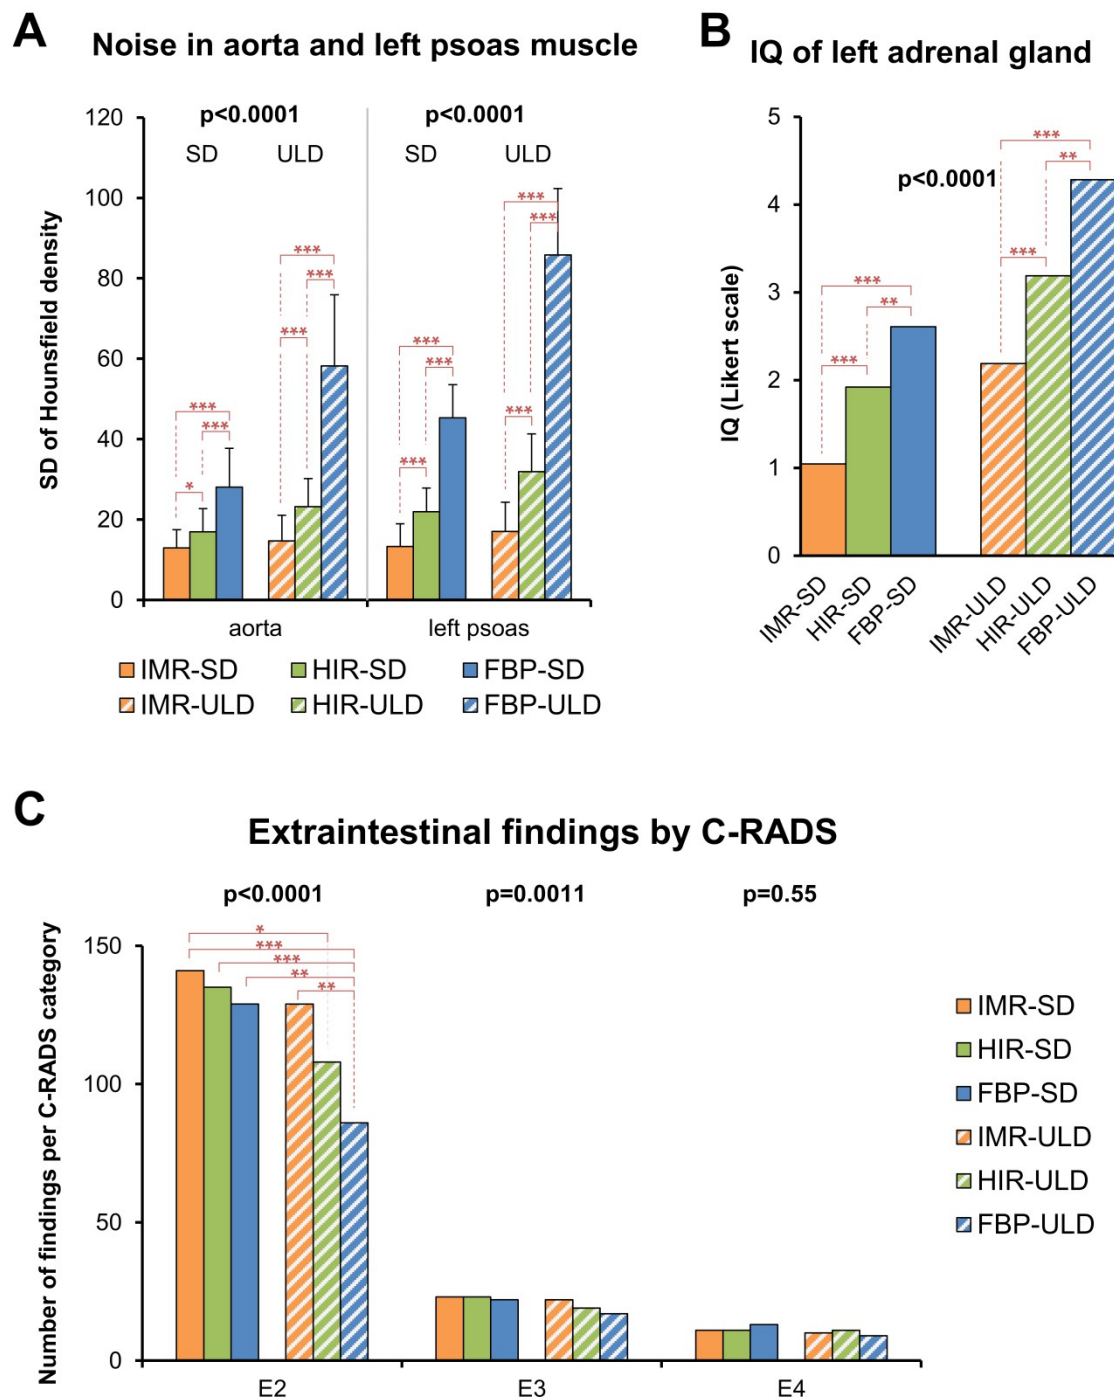 A
Noise in aorta and left psoas muscle
p<0.0001
p<0.0001
SD
ULD
SD
ULD
120
100
80
60
40
20
0
SD of Hounsfield density
***
***
*
***
***
***
***
***
***
***
***
***
aorta
left psoas
IMR-SD
HIR-SD
FBP-SD
IMR-ULD
HIR-ULD
FBP-ULD
B
IQ of left adrenal gland
5
4
3
2
1
0
IQ (Likert scale)
p<0.0001
***
**
***
***
**
***
IMR-SD
HIR-SD
FBP-SD
IMR-ULD
HIR-ULD
FBP-ULD
C
Extraintestinal findings by C-RADS
p<0.0001
p=0.0011
p=0.55
Number of findings per C-RADS category
150
100
50
0
*
***
***
**
**
E2
E3
E4
IMR-SD
HIR-SD
FBP-SD
IMR-ULD
HIR-ULD
FBP-ULD